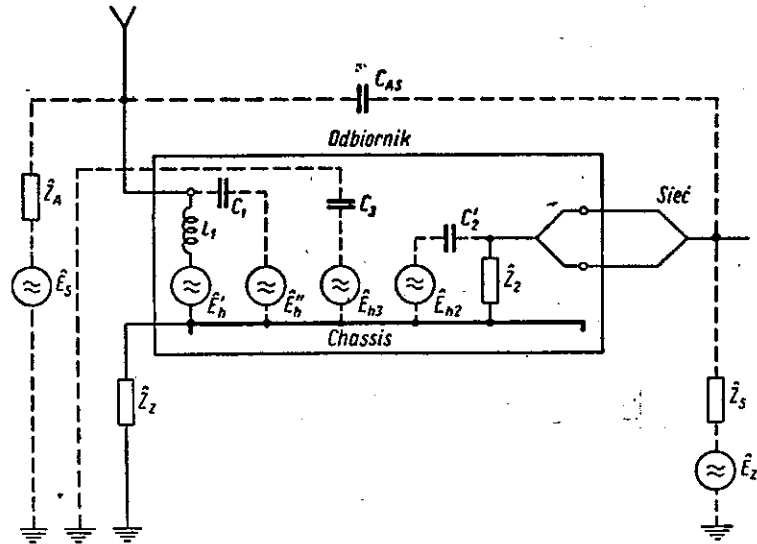 C_AS
Odbiornik
Ẑ_A
C_1
C_3
Sieć
L_1
C'_2
Ẑ_2
Ê_s
Ê'_h
Ê"_h
Ê_h3
Ê_h2
Chassis
Ẑ_z
Ẑ_s
Ê_z